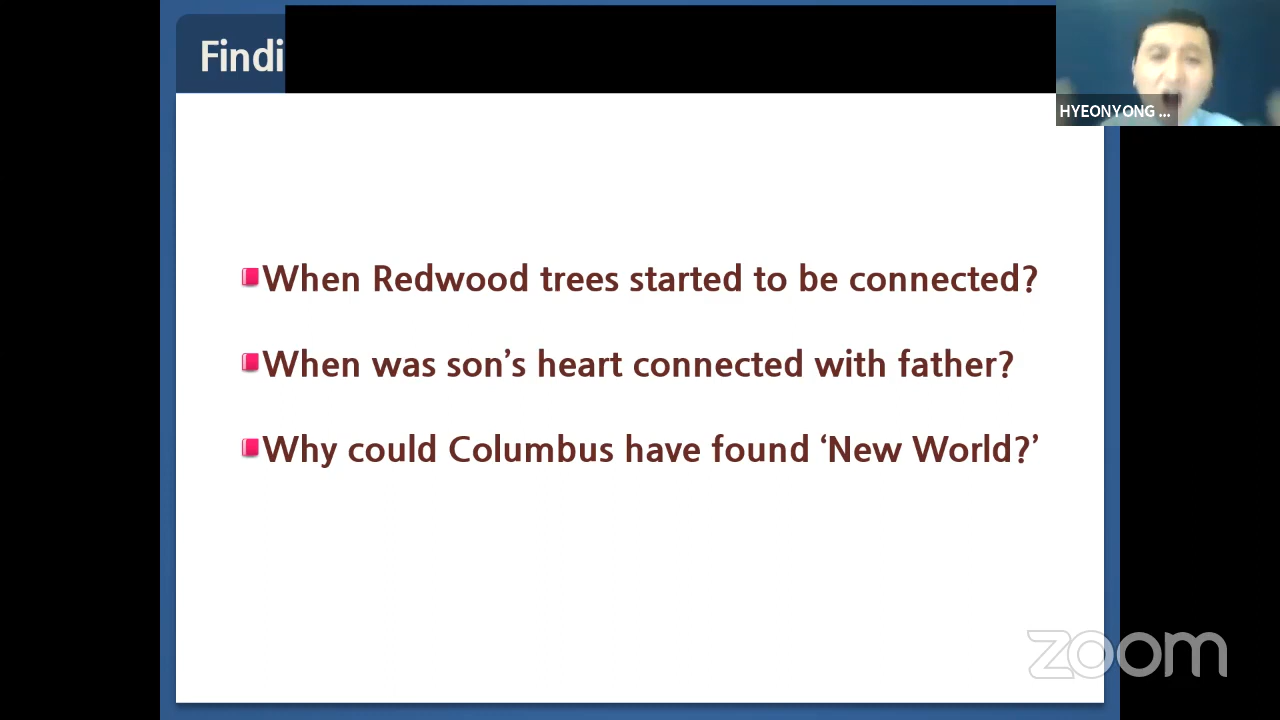 Findi
HYEONYONG ...
When Redwood trees started to be connected?
When was son’s heart connected with father?
Why could Columbus have found ‘New World?’
zoom